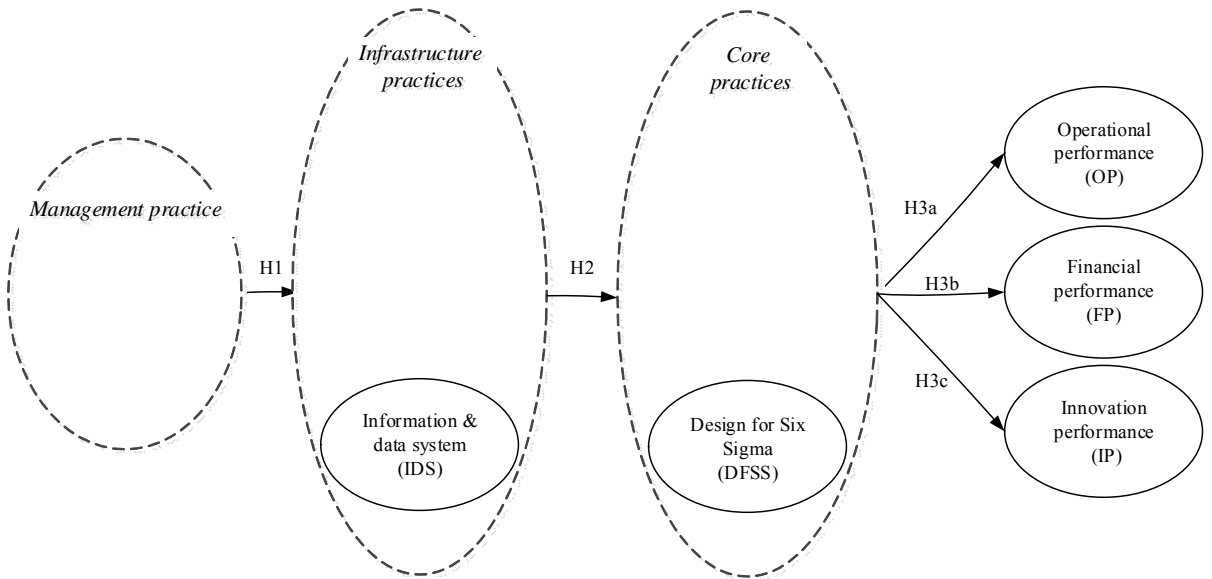 Management practice
H1
Infrastructure
practices
Information &
data system
(IDS)
H2
Core
practices
Design for Six
Sigma
(DFSS)
H3a
H3b
H3c
Operational
performance
(OP)
Financial
performance
(FP)
Innovation
performance
(IP)